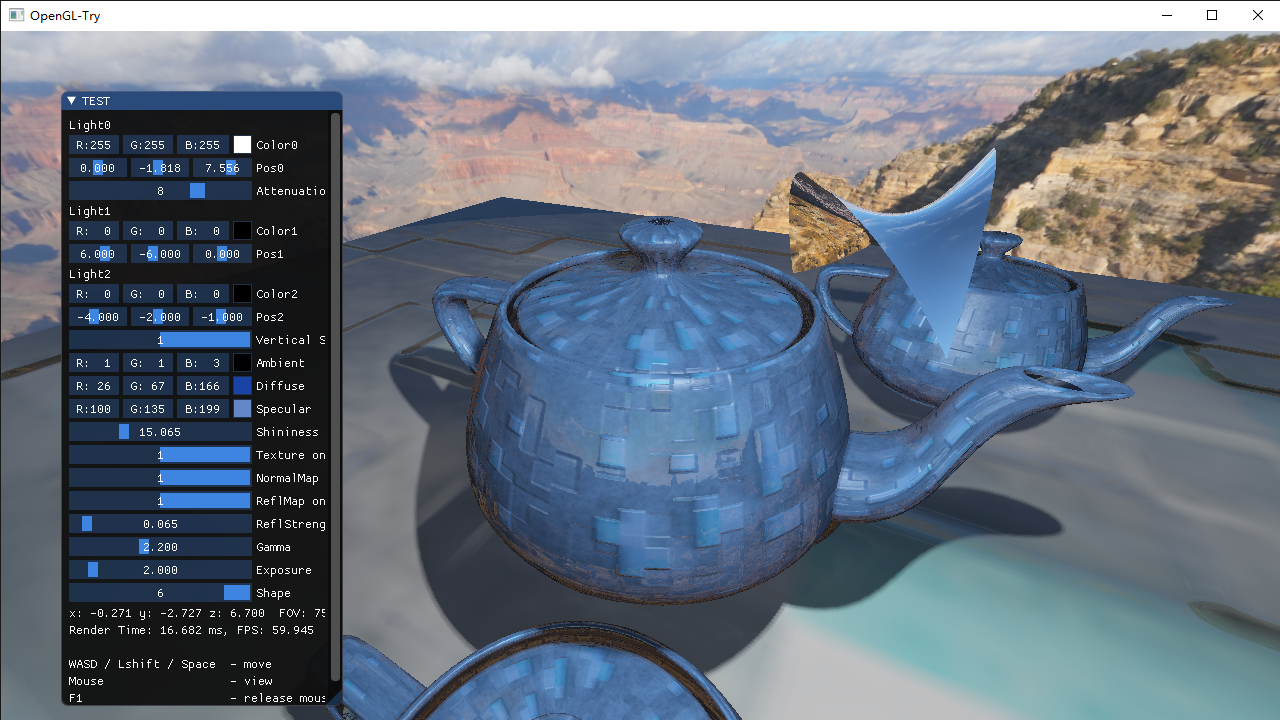 OpenGL-Try
TEST
Light0
R:255 G:255 B:255 Color0
0.000 -1.818 7.556 Pos0
8 Attenuatio
Light1
R: 0 G: 0 B: 0 Color1
6.000 -6.000 0.000 Pos1
Light2
R: 0 G: 0 B: 0 Color2
-4.000 -2.000 -1.000 Pos2
1 Vertical S
R: 1 G: 1 B: 3 Ambient
R: 26 G: 67 B:166 Diffuse
R:100 G:135 B:199 Specular
15.065 Shininess
1 Texture on
1 NormalMap
1 ReflMap on
0.065 ReflStreng
2.200 Gamma
2.000 Exposure
6 Shape
x: -0.271 y: -2.727 z: 6.700 FOV: 75
Render Time: 16.682 ms, FPS: 59.945
WASD / Lshift / Space - move
Mouse - view
F1 - release mous